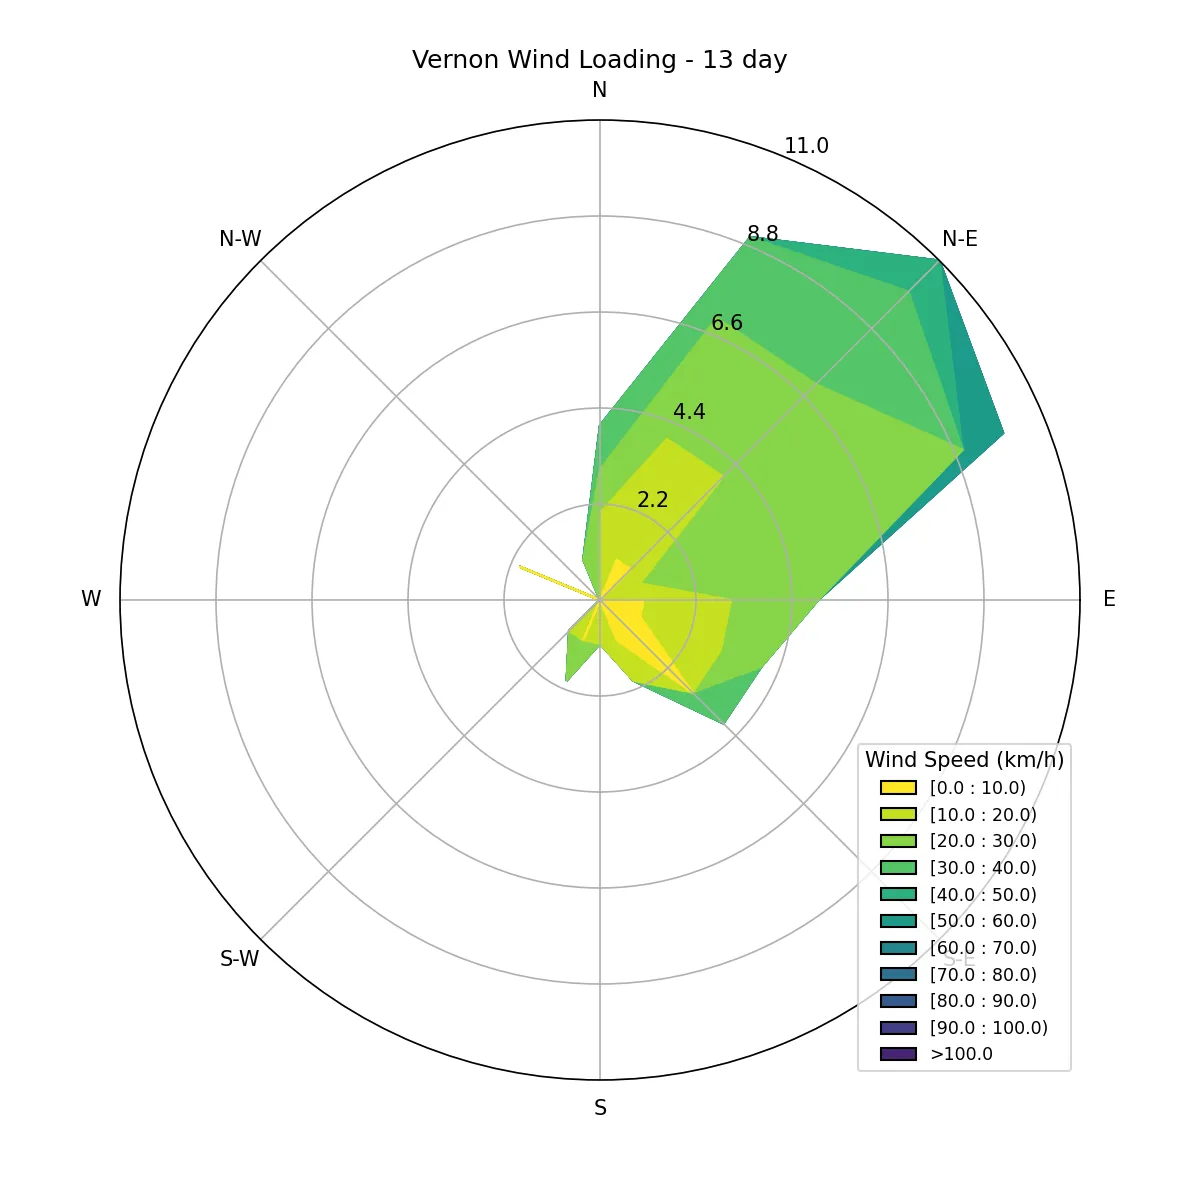 Vernon Wind Loading - 13 day
N
11.0
8.8
N-W
N-E
6.6
4.4
2.2
W
E
Wind Speed (km/h)
[0.0 : 10.0)
[10.0 : 20.0)
[20.0 : 30.0)
[30.0 : 40.0)
[40.0 : 50.0)
[50.0 : 60.0)
[60.0 : 70.0)
[70.0 : 80.0)
[80.0 : 90.0)
[90.0 : 100.0)
>100.0
S-W
S-E
S